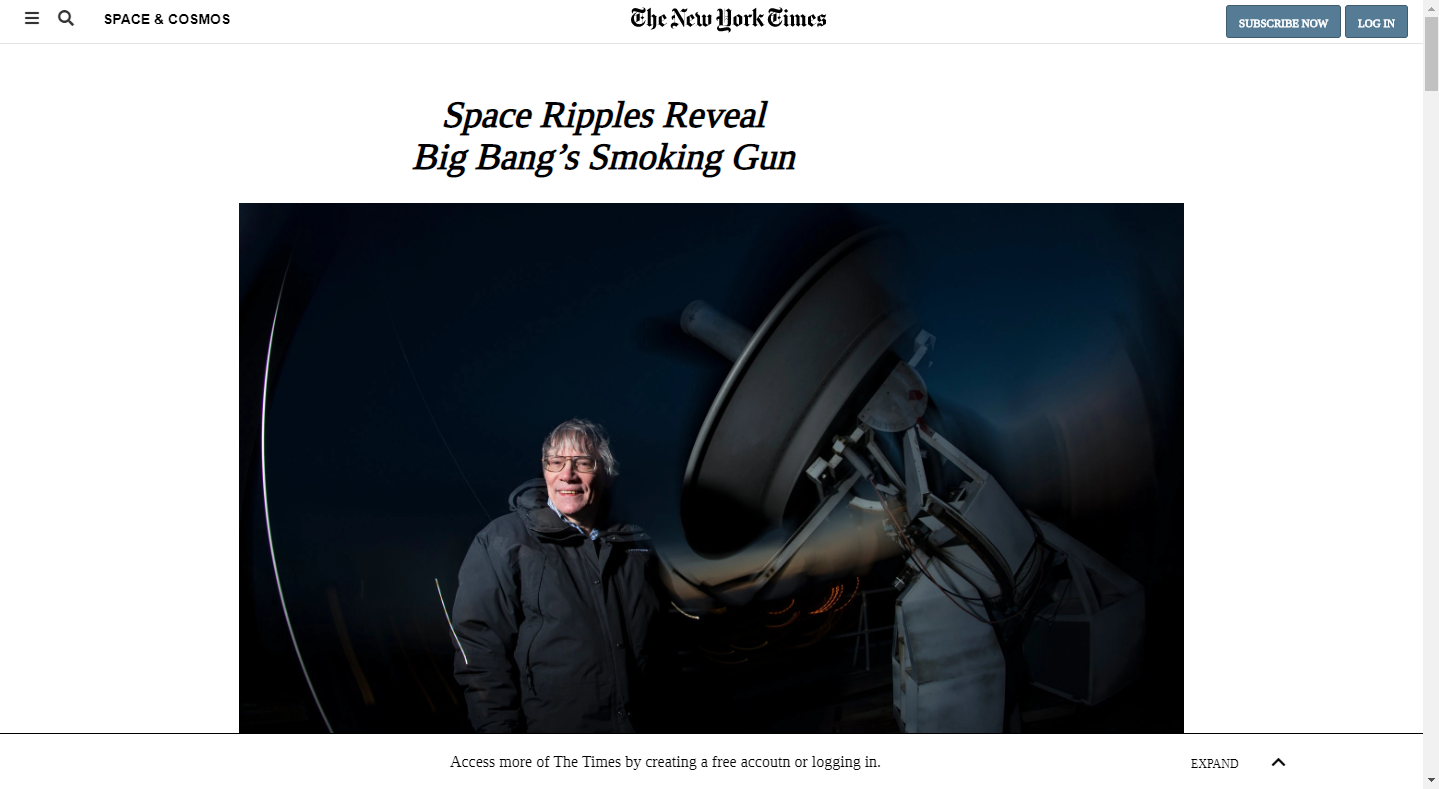 SPACE & COSMOS
The New York Times
SUBSCRIBE NOW
LOG IN
Space Ripples Reveal
Big Bang’s Smoking Gun
Access more of The Times by creating a free accoutn or logging in.
EXPAND